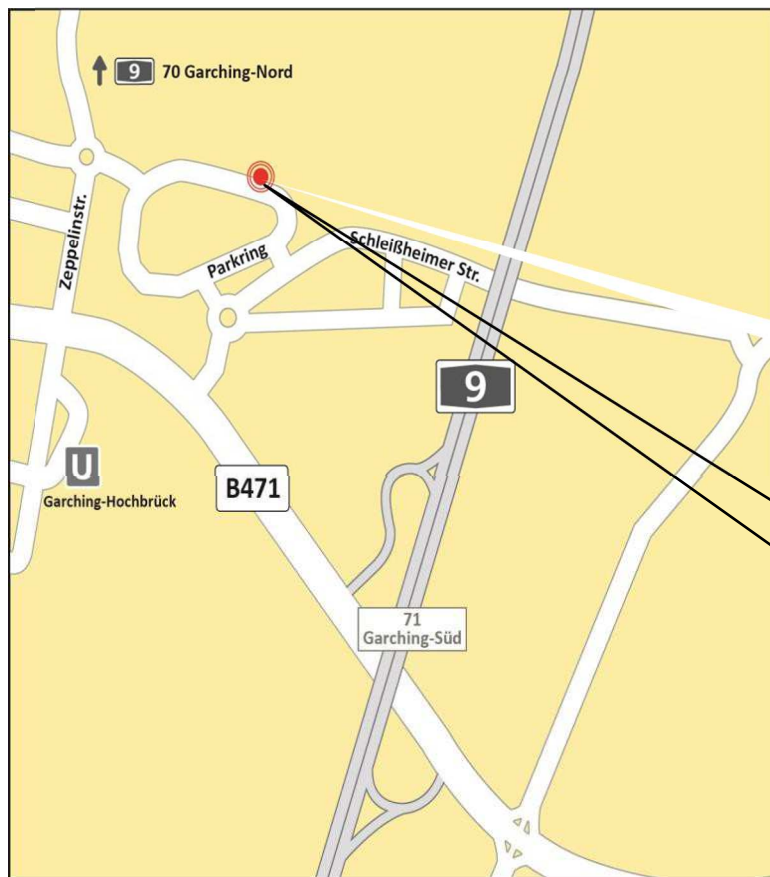 9 70 Garching-Nord
Zeppelinstr.
Parkring
Schleißheimer Str.
9
U
Garching-Hochbrück
B471
71
Garching-Süd